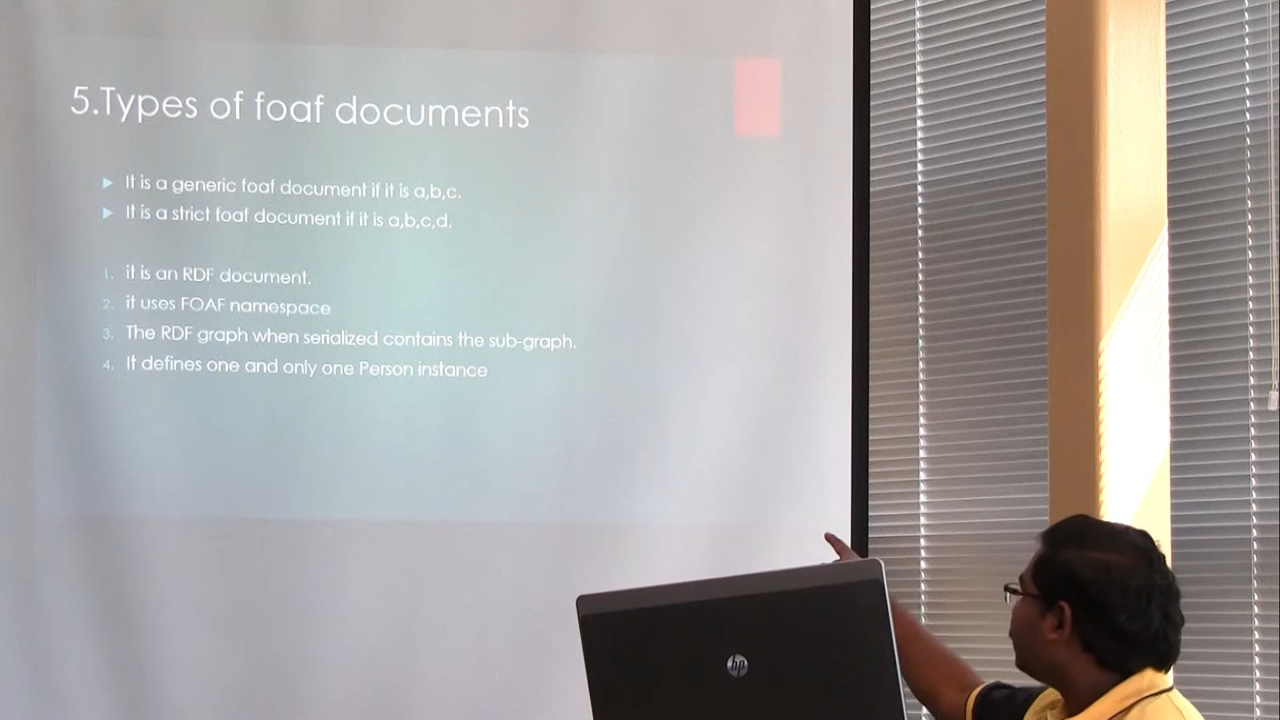 5.Types of foaf documents
It is a generic foaf document if it is a,b,c.
It is a strict foaf document if it is a,b,c,d.
1. it is an RDF document.
2. it uses FOAF namespace
3. The RDF graph when serialized contains the sub-graph.
4. It defines one and only one Person instance
hp